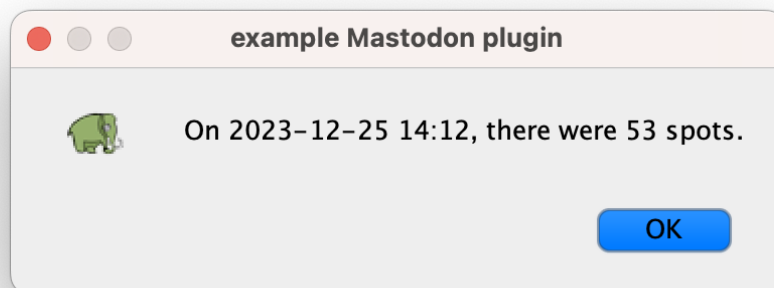 example Mastodon plugin
On 2023-12-25 14:12, there were 53 spots.
OK